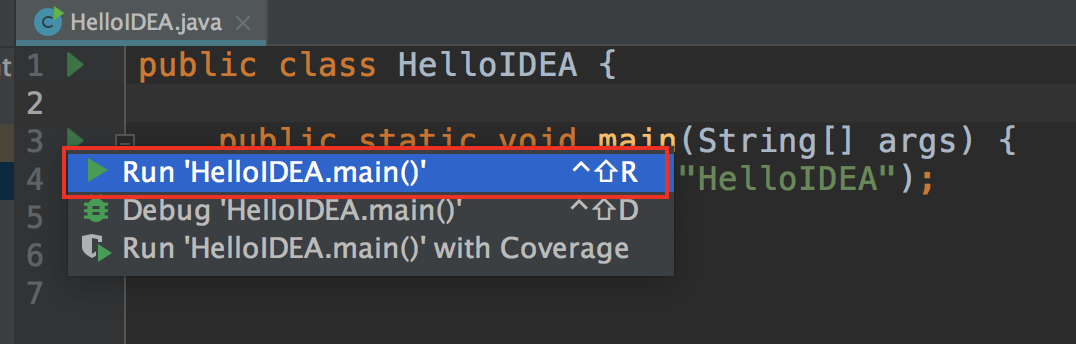 HelloIDEA.java
1 public class HelloIDEA {
2
3 public static void main(String[] args) {
4 "HelloIDEA");
Run 'HelloIDEA.main()' ^⇧R
5
Debug 'HelloIDEA.main()' ^⇧D
6
Run 'HelloIDEA.main()' with Coverage
7